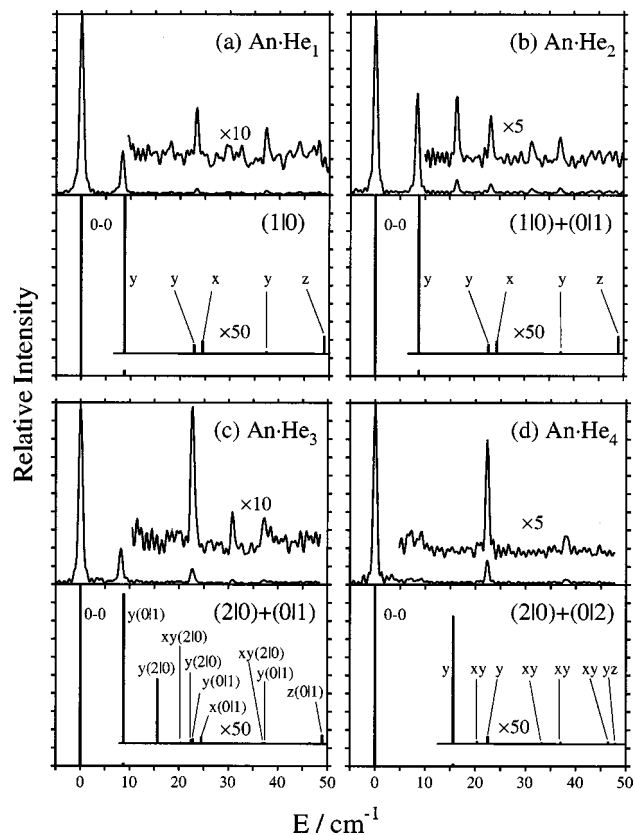 Relative Intensity
(a) An·He₁
×10
0-0
(1|0)
y y x y z
×50
(b) An·He₂
×5
0-0
(1|0)+(0|1)
y y x y z
×50
(c) An·He₃
×10
0-0
(2|0)+(0|1)
y(0|1)
xy(2|0)
y(2|0)
y(2|0)
y(0|1)
x(0|1)
xy(2|0)
y(0|1)
z(0|1)
×50
(d) An·He₄
×5
0-0
(2|0)+(0|2)
y xy y xy xy xy yz
×50
0 10 20 30 40 50
0 10 20 30 40 50
E / cm⁻¹